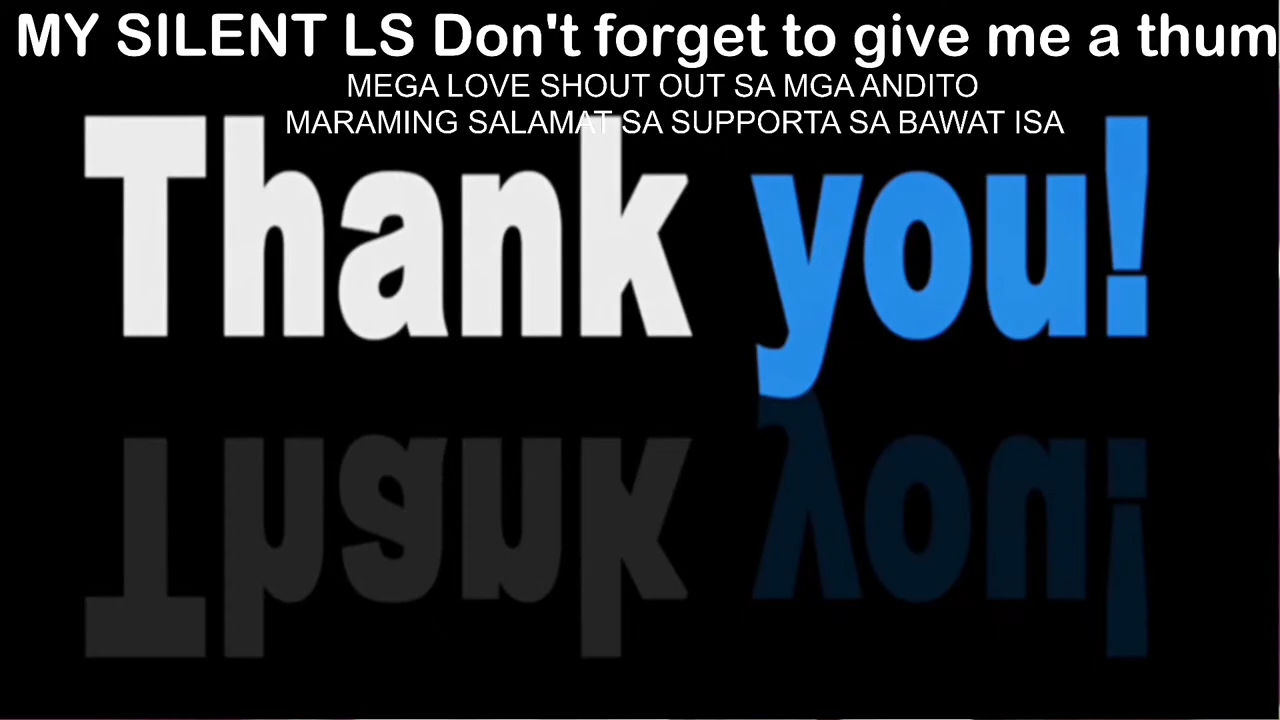 MY SILENT LS Don't forget to give me a thum
MEGA LOVE SHOUT OUT SA MGA ANDITO
MARAMING SALAMAT SA SUPPORTA SA BAWAT ISA
Thank you!